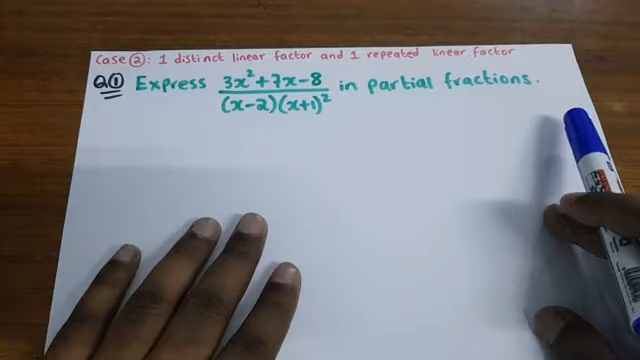 Case ②: 1 distinct linear factor and 1 repeated linear factor
Q① Express (3x²+7x-8)/((x-2)(x+1)²) in partial fractions.